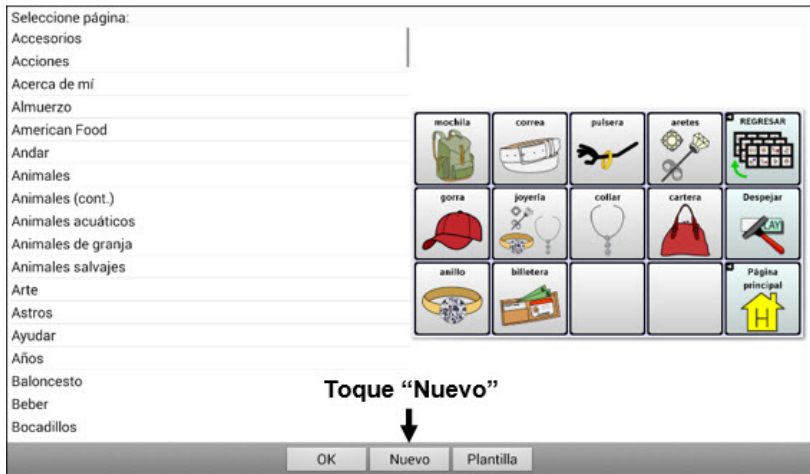 Seleccione página:
Accesorios
Acciones
Acerca de mí
Almuerzo
American Food
Andar
Animales
Animales (cont.)
Animales acuáticos
Animales de granja
Animales salvajes
Arte
Astros
Ayudar
Años
Baloncesto
Beber
Bocadillos
mochila
correa
pulsera
aretes
REGRESAR
gorra
joyería
collar
cartera
Despejar
LAY
anillo
billetera
Página
principal
H
Toque “Nuevo”
OK
Nuevo
Plantilla